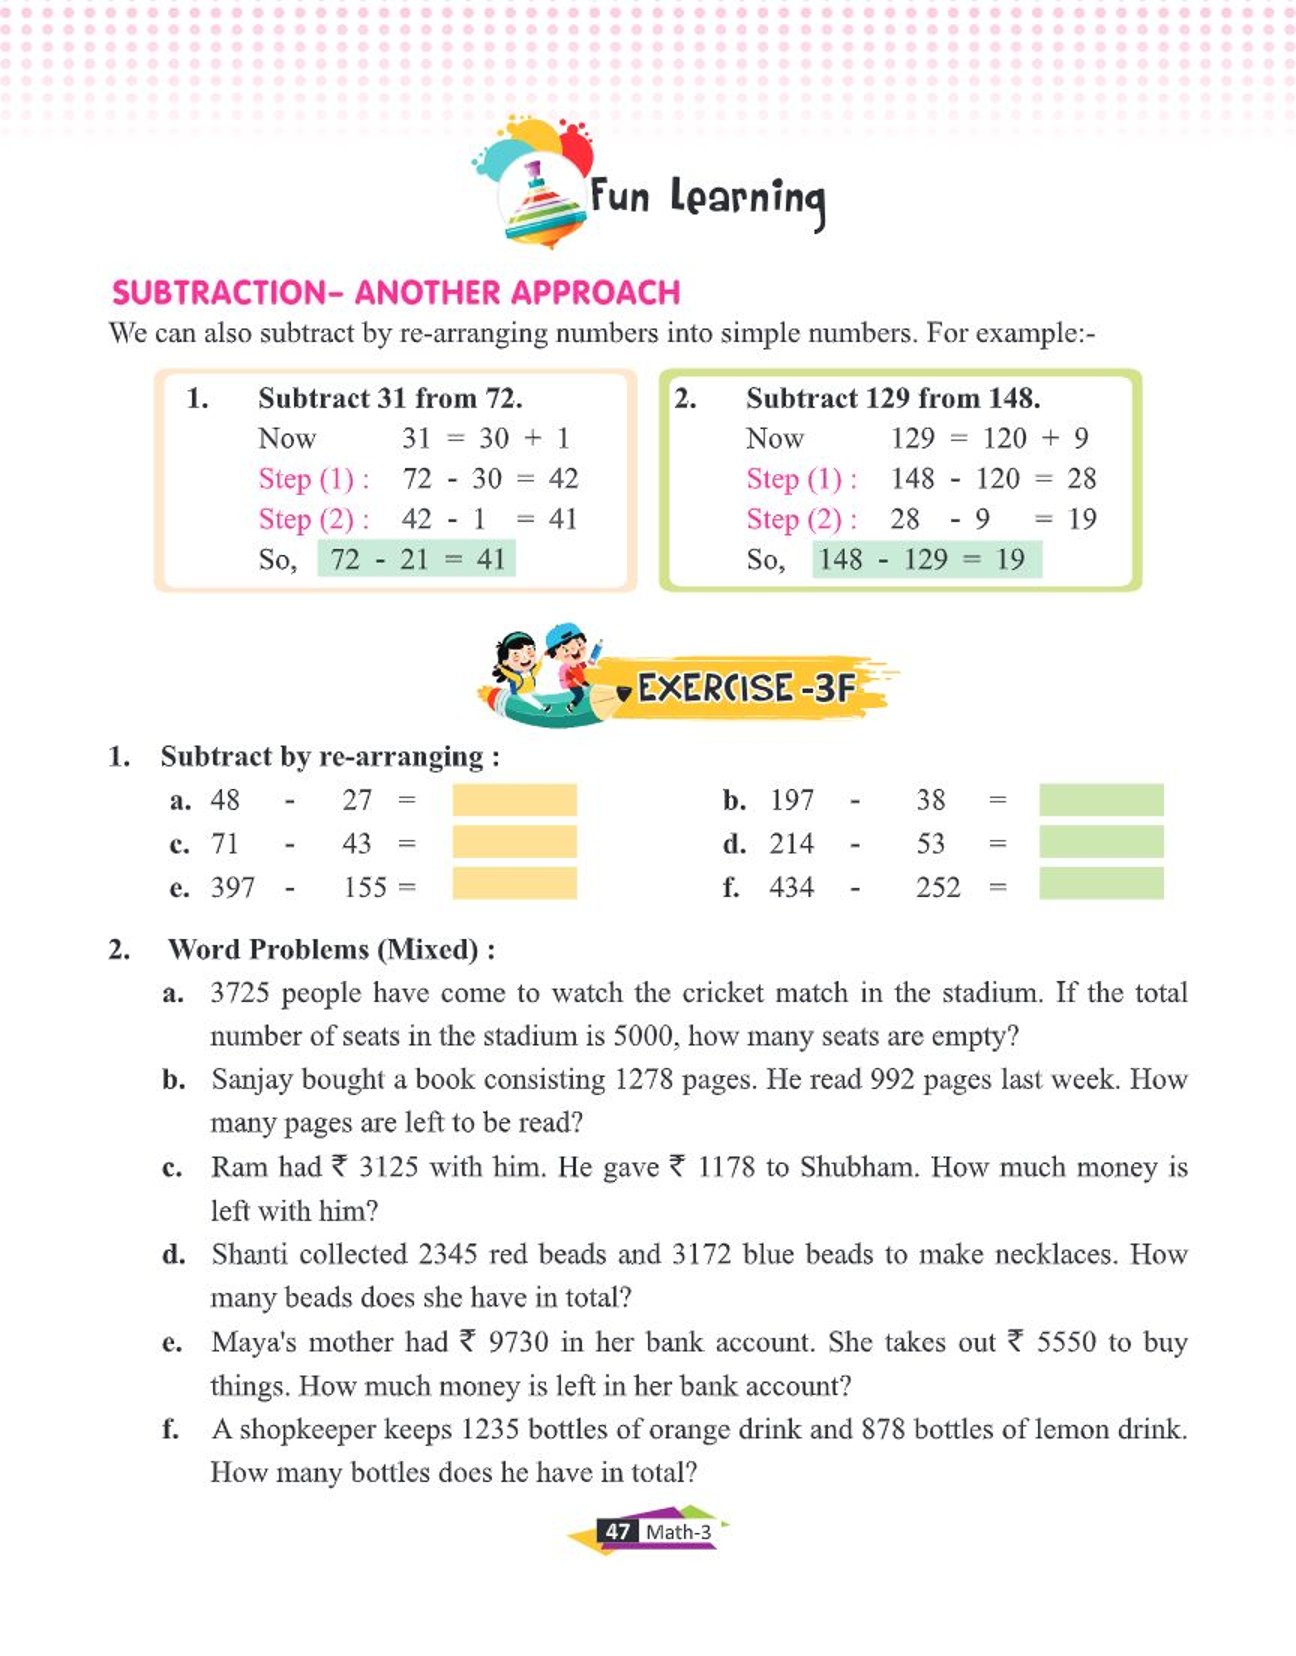 Fun Learning
SUBTRACTION– ANOTHER APPROACH
We can also subtract by re-arranging numbers into simple numbers. For example:-
1. Subtract 31 from 72.
Now 31 = 30 + 1
Step (1) : 72 - 30 = 42
Step (2) : 42 - 1 = 41
So, 72 - 21 = 41
2. Subtract 129 from 148.
Now 129 = 120 + 9
Step (1) : 148 - 120 = 28
Step (2) : 28 - 9 = 19
So, 148 - 129 = 19
EXERCISE -3F
1. Subtract by re-arranging :
a. 48 - 27 =
b. 197 - 38 =
c. 71 - 43 =
d. 214 - 53 =
e. 397 - 155 =
f. 434 - 252 =
2. Word Problems (Mixed) :
a. 3725 people have come to watch the cricket match in the stadium. If the total
number of seats in the stadium is 5000, how many seats are empty?
b. Sanjay bought a book consisting 1278 pages. He read 992 pages last week. How
many pages are left to be read?
c. Ram had ₹ 3125 with him. He gave ₹ 1178 to Shubham. How much money is
left with him?
d. Shanti collected 2345 red beads and 3172 blue beads to make necklaces. How
many beads does she have in total?
e. Maya's mother had ₹ 9730 in her bank account. She takes out ₹ 5550 to buy
things. How much money is left in her bank account?
f. A shopkeeper keeps 1235 bottles of orange drink and 878 bottles of lemon drink.
How many bottles does he have in total?
47 Math-3